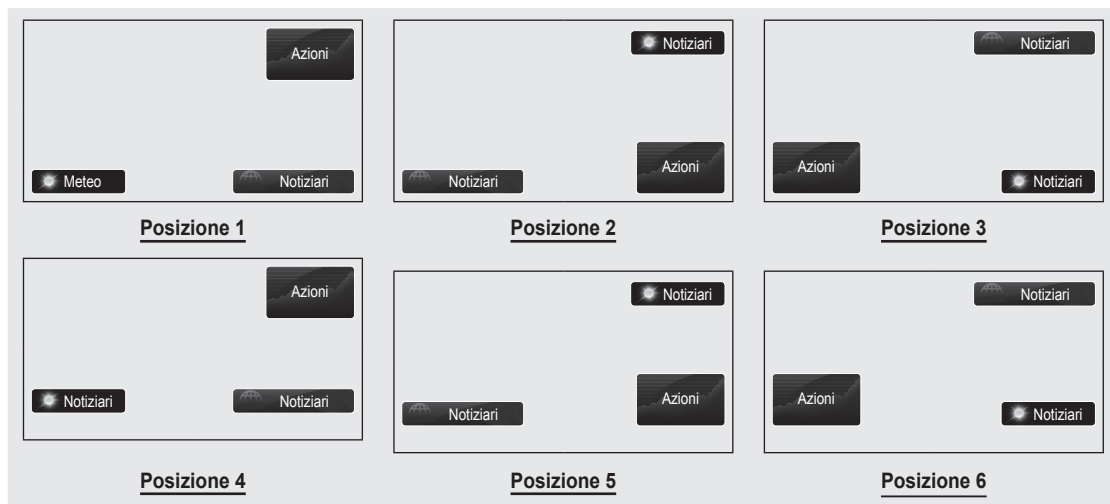 Azioni
Meteo
Notiziari
Posizione 1
Notiziari
Notiziari
Azioni
Posizione 2
Notiziari
Azioni
Notiziari
Posizione 3
Azioni
Notiziari
Notiziari
Posizione 4
Notiziari
Notiziari
Azioni
Posizione 5
Notiziari
Azioni
Notiziari
Posizione 6